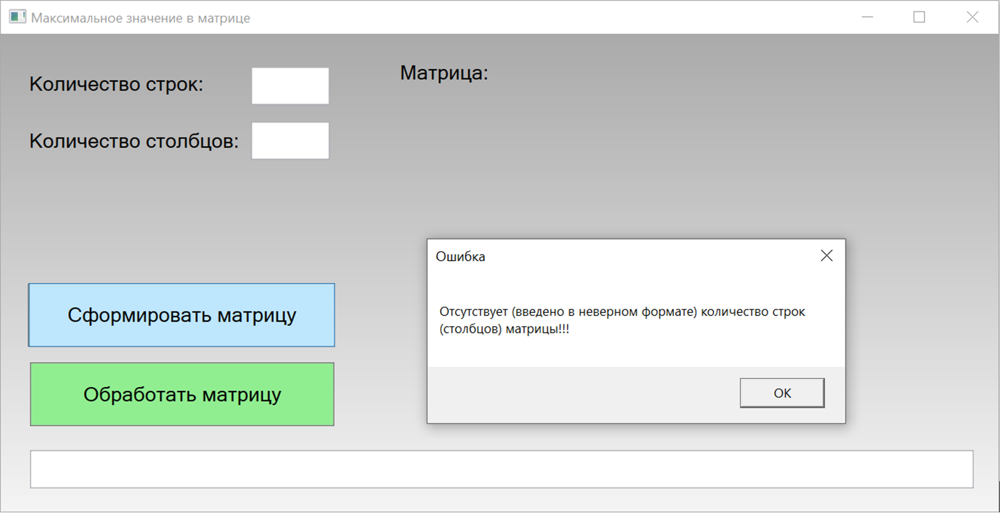 Максимальное значение в матрице
Количество строк:
Матрица:
Количество столбцов:
Ошибка
Отсутствует (введено в неверном формате) количество строк
(столбцов) матрицы!!!
OK
Сформировать матрицу
Обработать матрицу